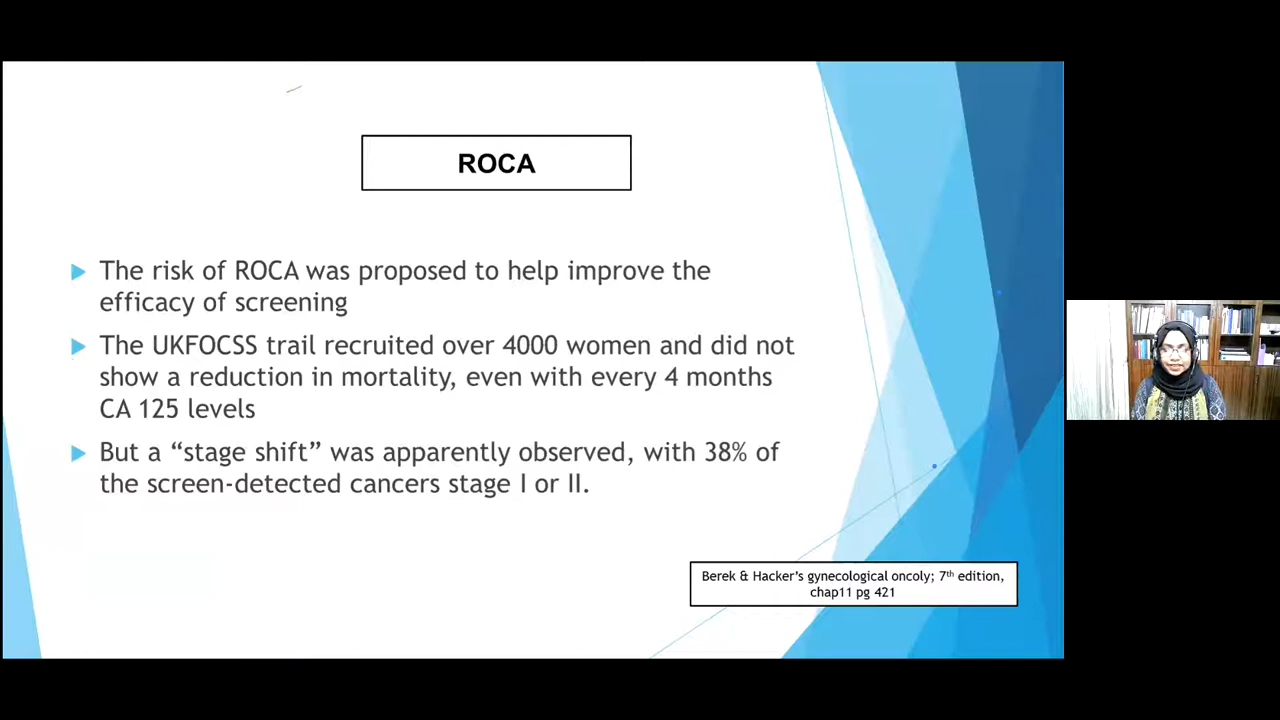 ROCA
The risk of ROCA was proposed to help improve the
efficacy of screening
The UKFOCSS trail recruited over 4000 women and did not
show a reduction in mortality, even with every 4 months
CA 125 levels
But a “stage shift” was apparently observed, with 38% of
the screen-detected cancers stage I or II.
Berek & Hacker's gynecological oncoly; 7th edition,
chap11 pg 421